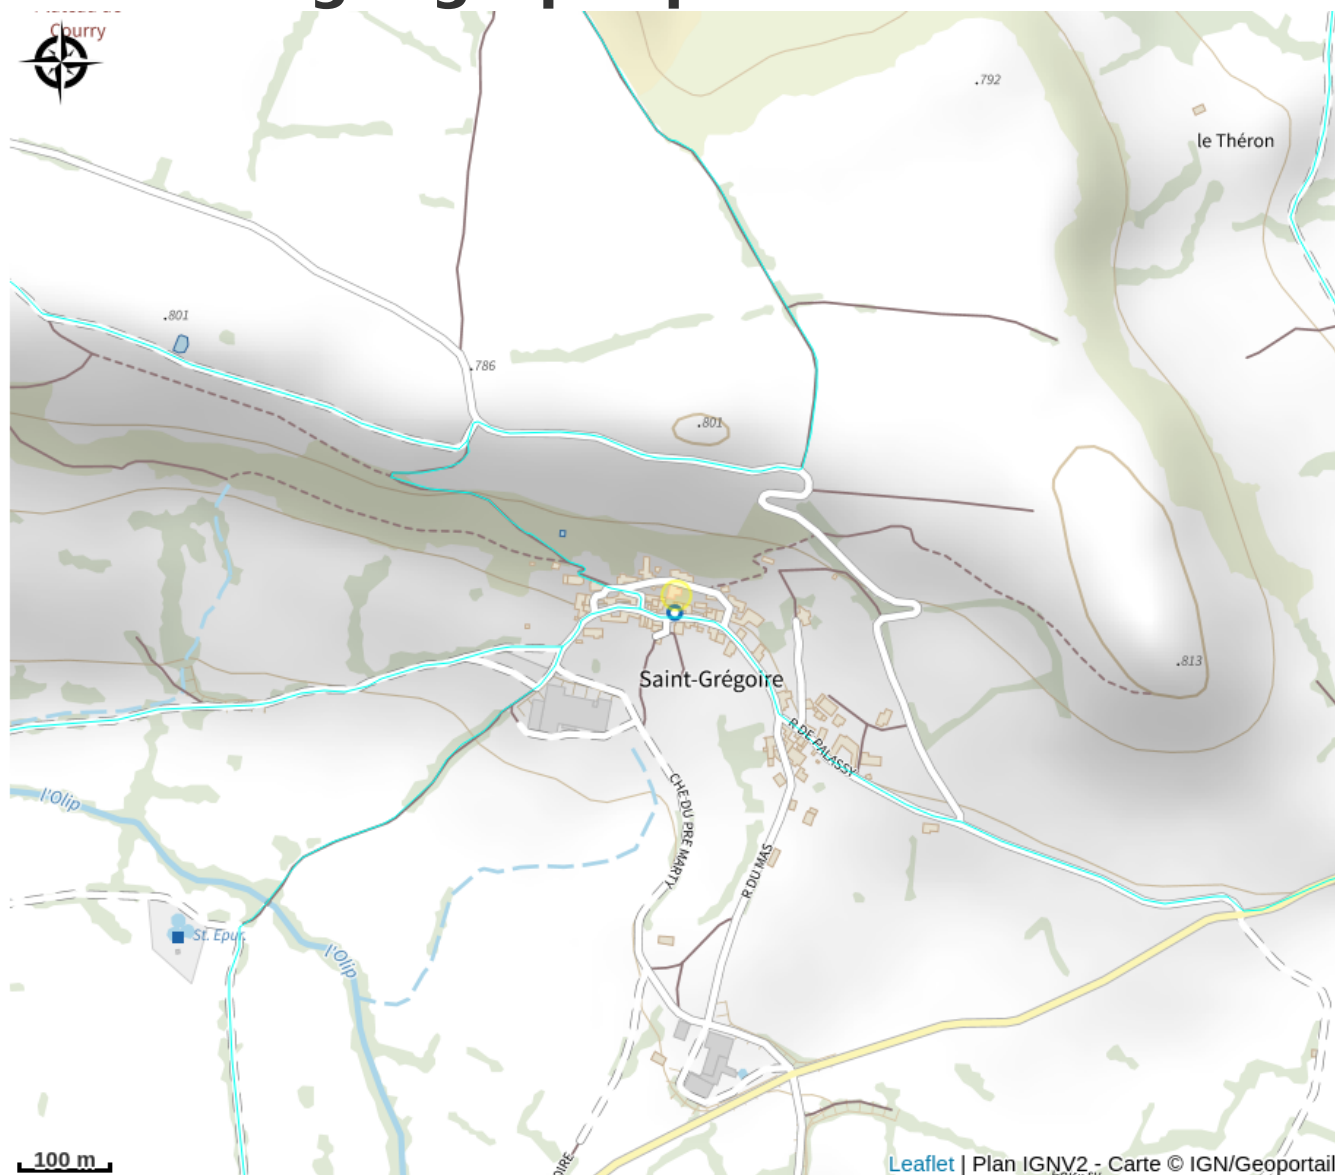 Courry
.792
le Théron
.801
.786
.801
.813
Saint-Grégoire
R DE PALASSY
CHE DU PRE MARTY
R DU MAS
l'Olip
St. Epur.
l'Olip
100 m
Leaflet | Plan IGNV2 - Carte © IGN/Geoportail